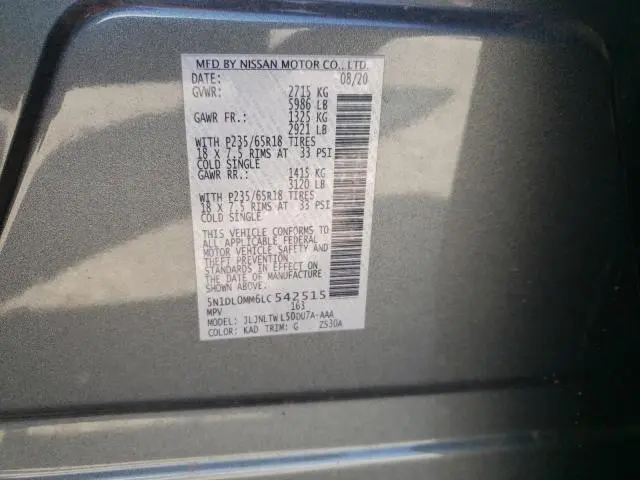 MFD BY NISSAN MOTOR CO., LTD.
DATE: 08/20
GVWR: 2715 KG
5986 LB
GAWR FR.: 1325 KG
2921 LB
WITH P235/65R18 TIRES
18 X 7.5 RIMS AT 33 PSI
COLD SINGLE
GAWR RR.: 1415 KG
3120 LB
WITH P235/65R18 TIRES
18 X 7.5 RIMS AT 33 PSI
COLD SINGLE
THIS VEHICLE CONFORMS TO
ALL APPLICABLE FEDERAL
MOTOR VEHICLE SAFETY AND
THEFT PREVENTION
STANDARDS IN EFFECT ON
THE DATE OF MANUFACTURE
SHOWN ABOVE.
5N1DL0MM6LC542515
MPV 163
MODEL: JLJNLTWL50DU7A-AAA
COLOR: KAD TRIM: G Z530A